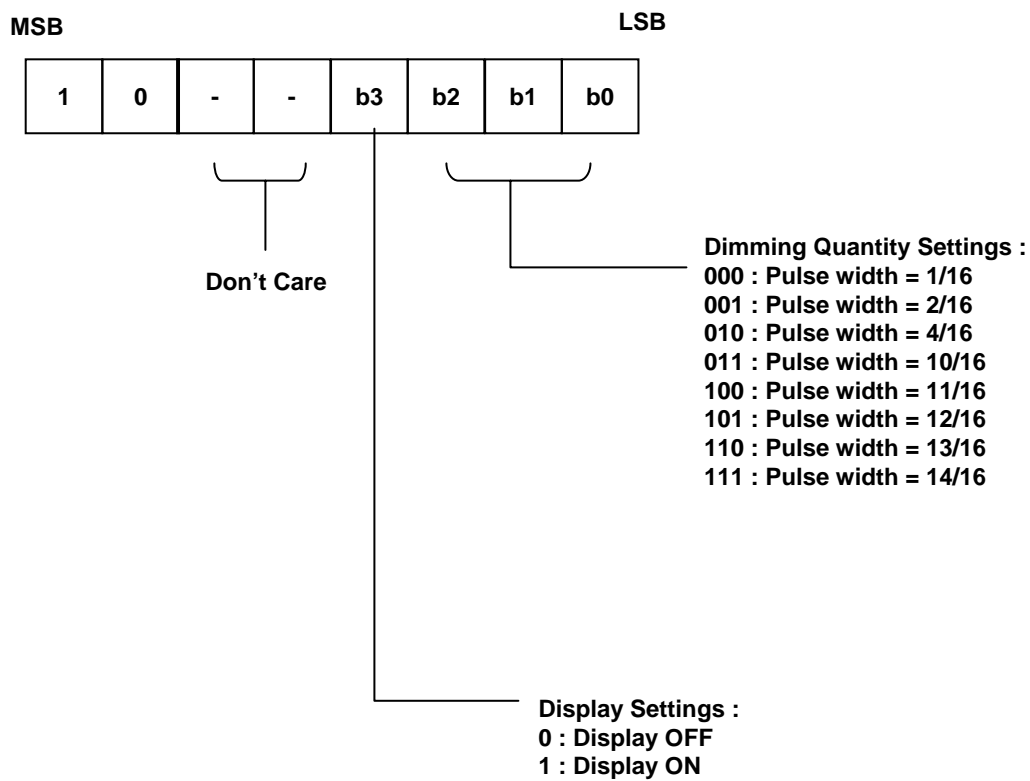 MSB
LSB
1 0 - - b3 b2 b1 b0
Don't Care
Dimming Quantity Settings :
000 : Pulse width = 1/16
001 : Pulse width = 2/16
010 : Pulse width = 4/16
011 : Pulse width = 10/16
100 : Pulse width = 11/16
101 : Pulse width = 12/16
110 : Pulse width = 13/16
111 : Pulse width = 14/16
Display Settings :
0 : Display OFF
1 : Display ON